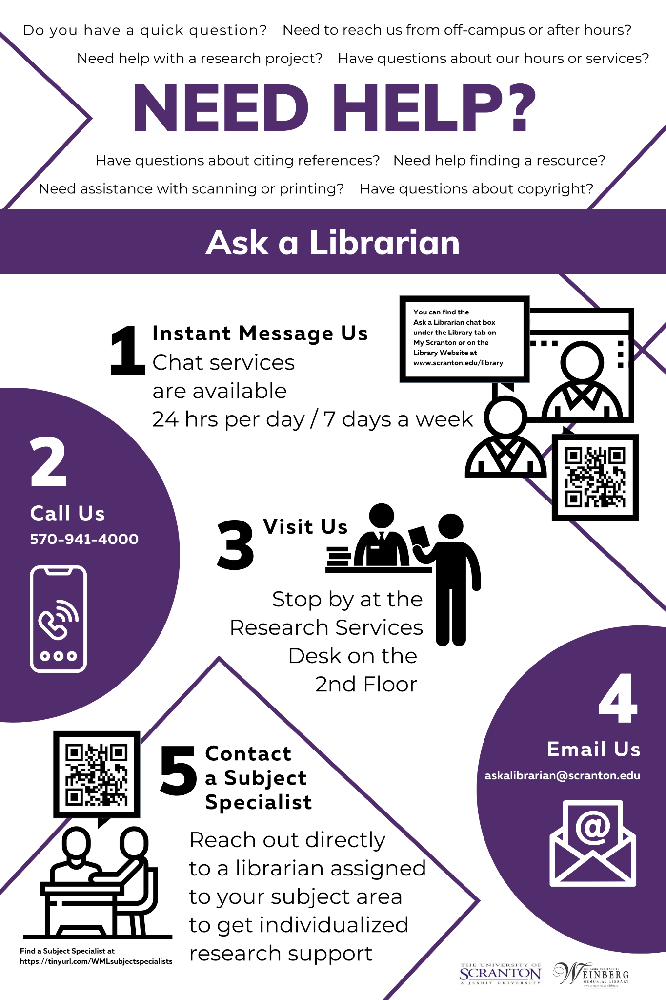 Do you have a quick question? Need to reach us from off-campus or after hours?
Need help with a research project? Have questions about our hours or services?
NEED HELP?
Have questions about citing references? Need help finding a resource?
Need assistance with scanning or printing? Have questions about copyright?
Ask a Librarian
1
Instant Message Us
Chat services
are available
24 hrs per day / 7 days a week
You can find the
Ask a Librarian chat box
under the Library tab on
My Scranton or on the
Library Website at
www.scranton.edu/library
2
Call Us
570-941-4000
3
Visit Us
Stop by at the
Research Services
Desk on the
2nd Floor
4
Email Us
askalibrarian@scranton.edu
@
5
Contact
a Subject
Specialist
Reach out directly
to a librarian assigned
to your subject area
to get individualized
research support
Find a Subject Specialist at
https://tinyurl.com/WMLsubjectspecialists
THE UNIVERSITY OF
SCRANTON
A JESUIT UNIVERSITY
THE HARRY AND JEANETTE
WEINBERG
MEMORIAL LIBRARY
www.scranton.edu/library